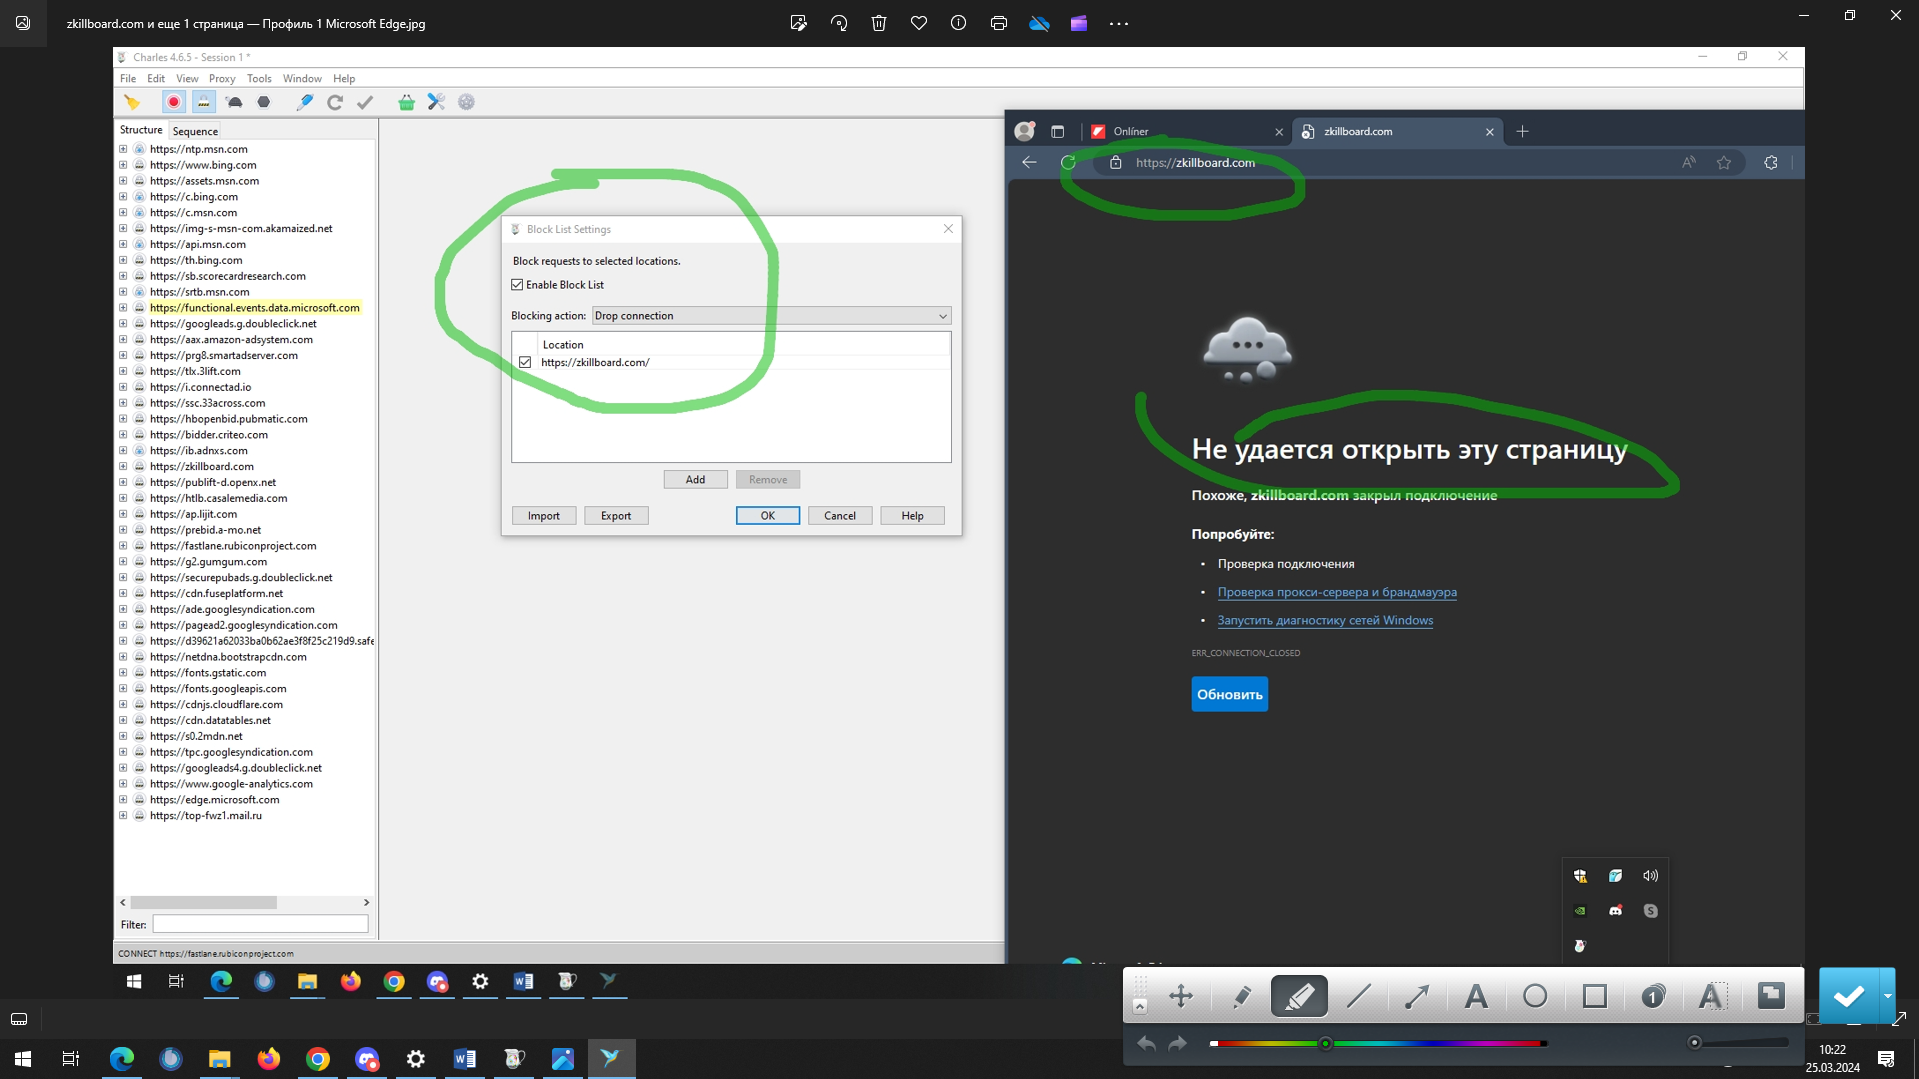 zkillboard.com и еще 1 страница — Профиль 1 Microsoft Edge.jpg
Charles 4.6.5 - Session 1 *
File Edit View Proxy Tools Window Help
Structure Sequence
https://ntp.msn.com
https://www.bing.com
https://assets.msn.com
https://c.bing.com
https://c.msn.com
https://img-s-msn-com.akamaized.net
https://api.msn.com
https://th.bing.com
https://sb.scorecardresearch.com
https://srtb.msn.com
https://functional.events.data.microsoft.com
https://googleads.g.doubleclick.net
https://aax.amazon-adsystem.com
https://prg8.smartadserver.com
https://tlx.3lift.com
https://i.connectad.io
https://ssc.33across.com
https://hbopenbid.pubmatic.com
https://bidder.criteo.com
https://ib.adnxs.com
https://zkillboard.com
https://publift-d.openx.net
https://htlb.casalemedia.com
https://ap.lijit.com
https://prebid.a-mo.net
https://fastlane.rubiconproject.com
https://g2.gumgum.com
https://securepubads.g.doubleclick.net
https://cdn.fuseplatform.net
https://ade.googlesyndication.com
https://pagead2.googlesyndication.com
https://d39621a62033ba0b62ae3f8f25c219d9.safe
https://netdna.bootstrapcdn.com
https://fonts.gstatic.com
https://fonts.googleapis.com
https://cdnjs.cloudflare.com
https://cdn.datatables.net
https://s0.2mdn.net
https://tpc.googlesyndication.com
https://googleads4.g.doubleclick.net
https://www.google-analytics.com
https://edge.microsoft.com
https://top-fwz1.mail.ru
Filter:
CONNECT https://fastlane.rubiconproject.com
Block List Settings
Block requests to selected locations.
Enable Block List
Blocking action: Drop connection
Location
https://zkillboard.com/
Add Remove
Import Export OK Cancel Help
Onlíner zkillboard.com
https://zkillboard.com
Не удается открыть эту страницу
Похоже, zkillboard.com закрыл подключение
Попробуйте:
• Проверка подключения
• Проверка прокси-сервера и брандмауэра
• Запустить диагностику сетей Windows
ERR_CONNECTION_CLOSED
Обновить
10:22
25.03.2024